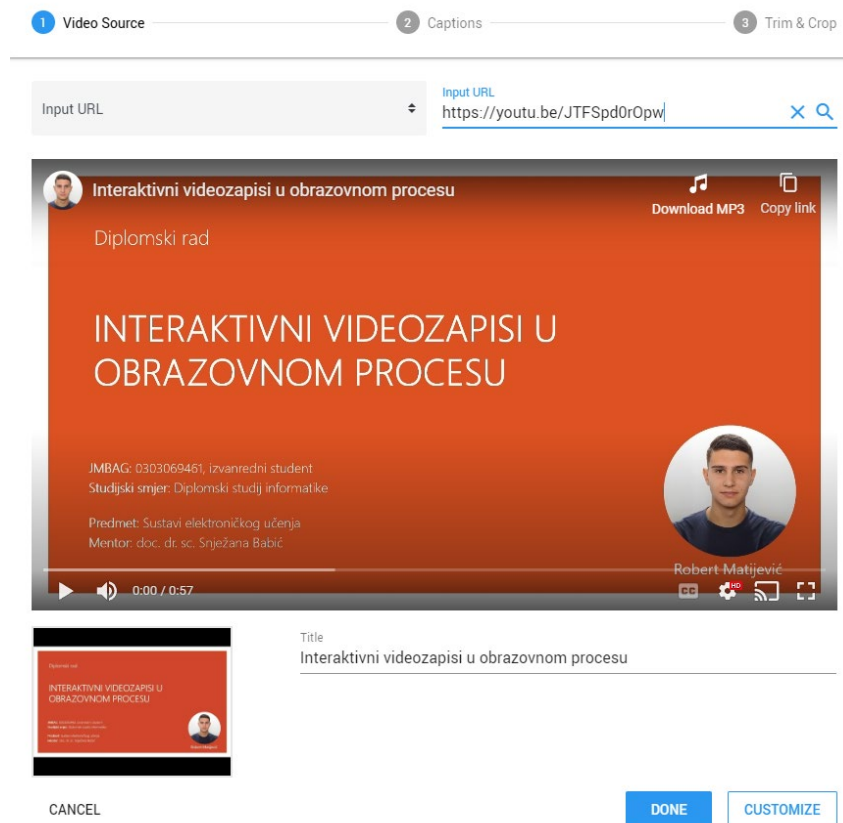 1 Video Source
2 Captions
3 Trim & Crop
Input URL
Input URL
https://youtu.be/JTFSpd0rOpw
Interaktivni videozapisi u obrazovnom procesu
Download MP3
Copy link
Diplomski rad
INTERAKTIVNI VIDEOZAPISI U
OBRAZOVNOM PROCESU
JMBAG: 0303069461, izvanredni student
Studijski smjer: Diplomski studij informatike
Predmet: Sustavi elektroničkog učenja
Mentor: doc. dr. sc. Snježana Babić
Robert Matijević
0:00 / 0:57
CC
HD
Diplomski rad
INTERAKTIVNI VIDEOZAPISI U
OBRAZOVNOM PROCESU
Robert Matijević
Title
Interaktivni videozapisi u obrazovnom procesu
CANCEL
DONE
CUSTOMIZE